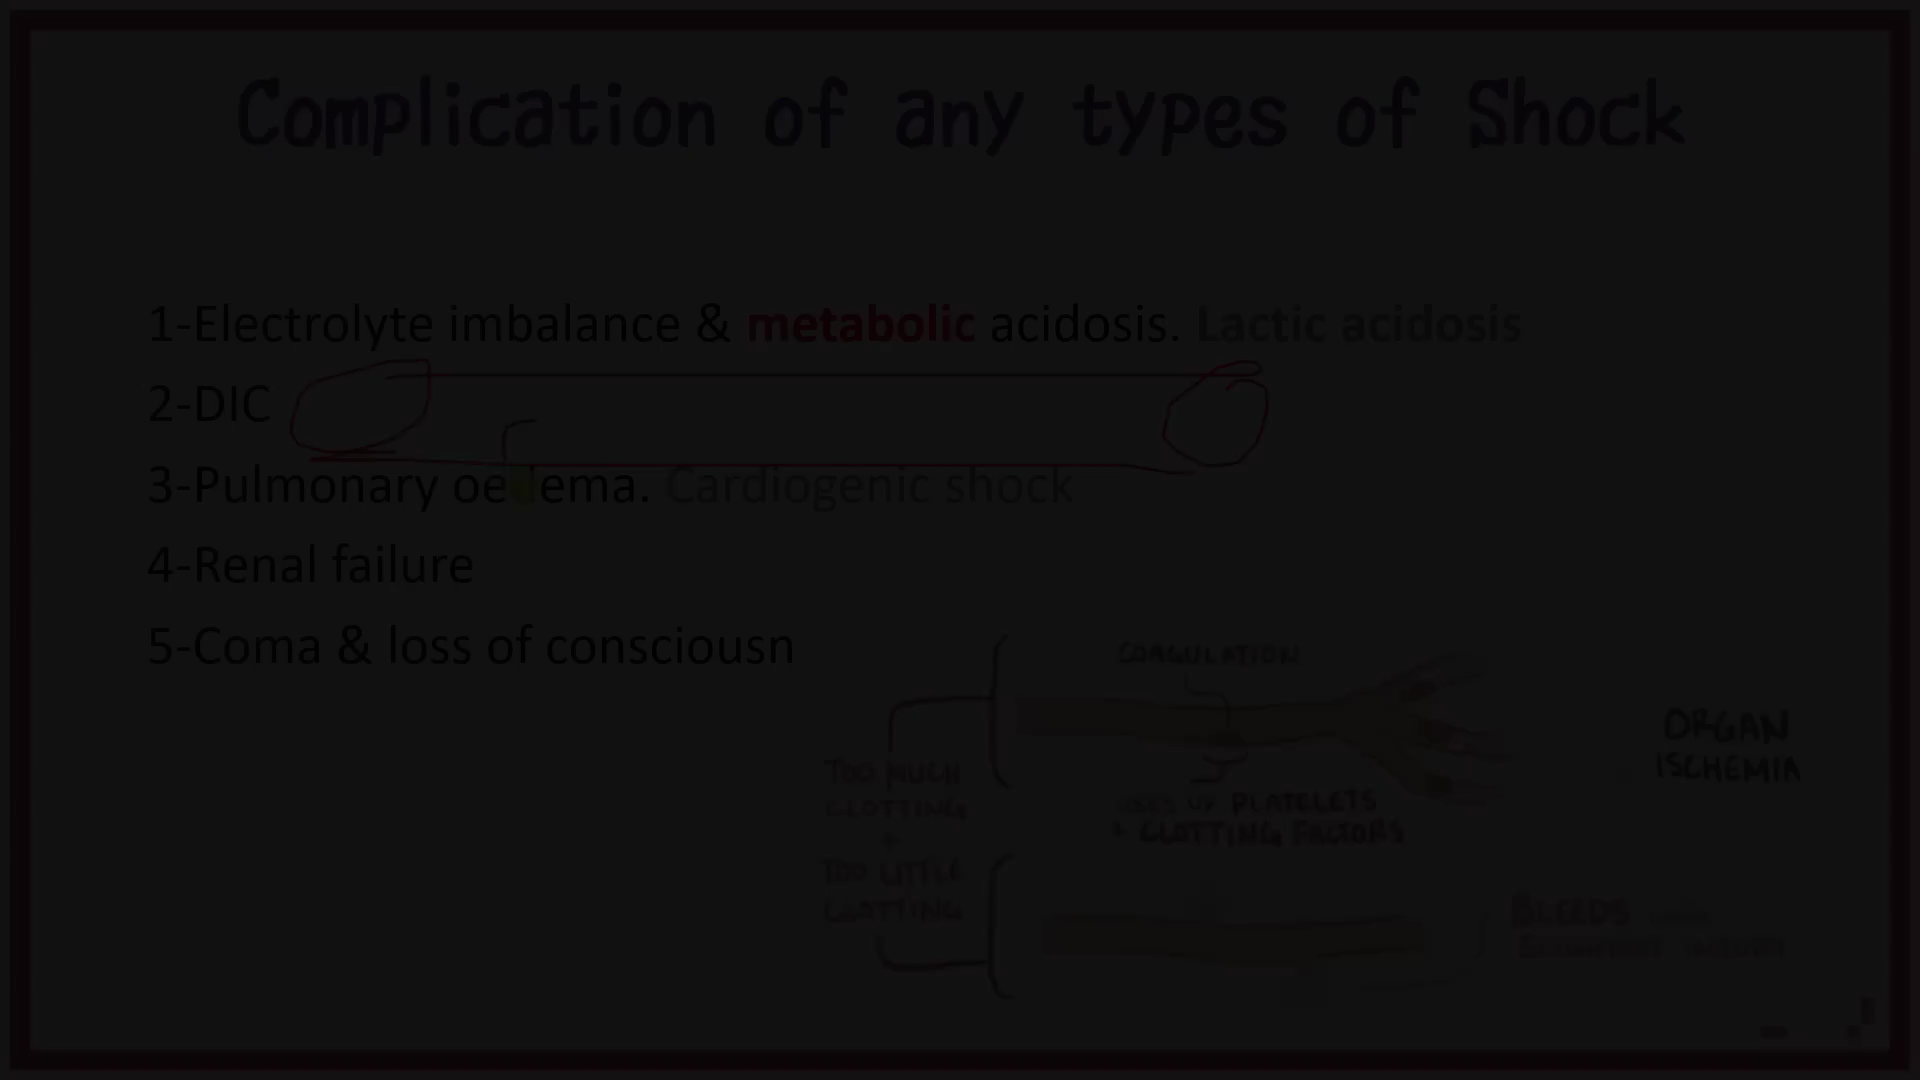 Complication of any types of Shock
1-Electrolyte imbalance & metabolic acidosis. Lactic acidosis
2-DIC
3-Pulmonary oedema. Cardiogenic shock
4-Renal failure
5-Coma & loss of consciousn
COAGULATION
ORGAN
ISCHEMIA
TOO MUCH
CLOTTING
+
USES UP PLATELETS
& CLOTTING FACTORS
TOO LITTLE
CLOTTING
BLEEDS